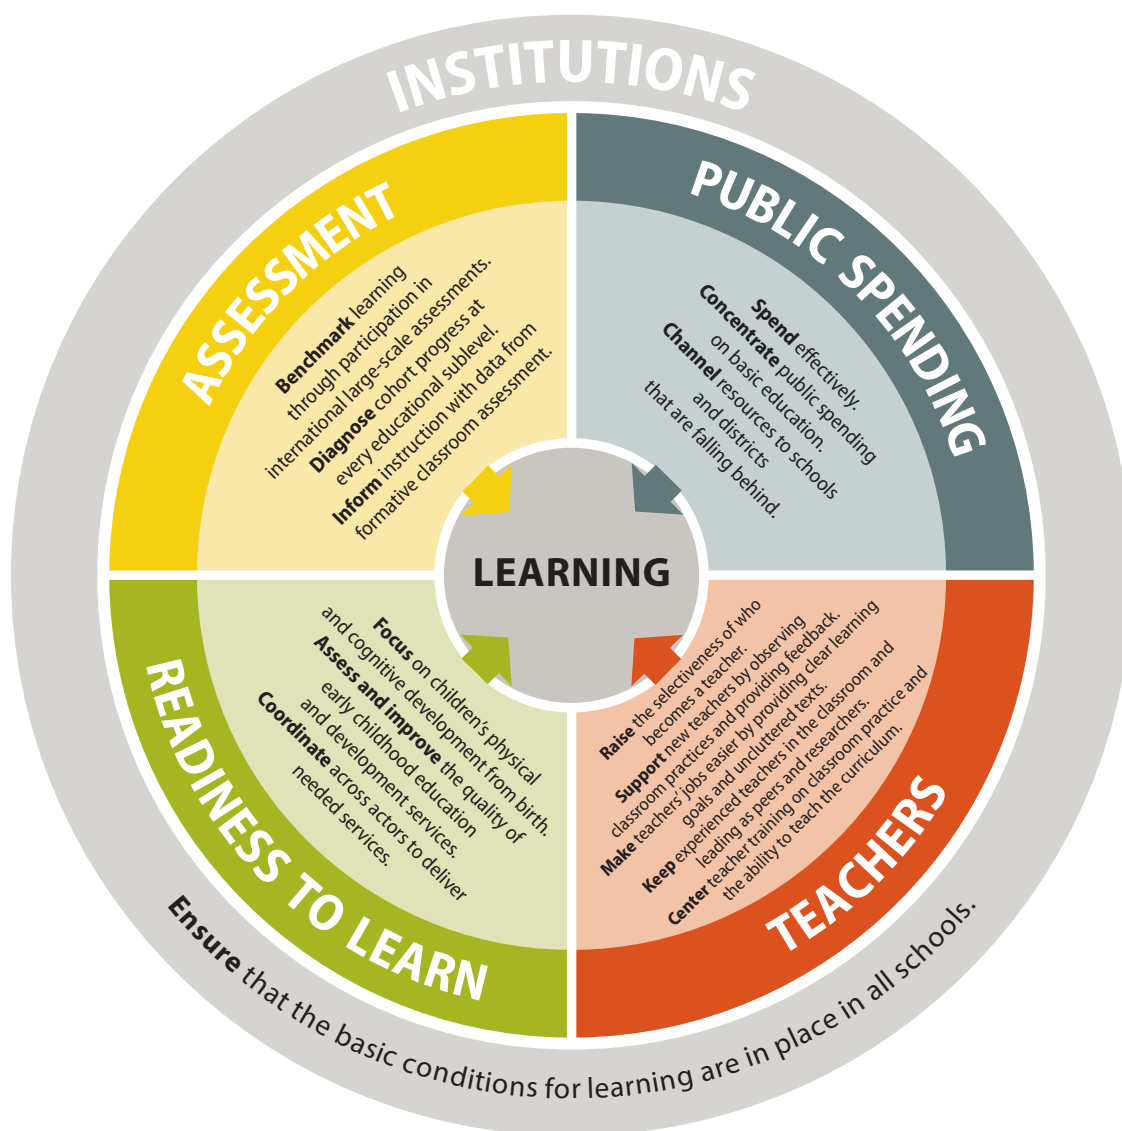 INSTITUTIONS
ASSESSMENT
Benchmark learning
through participation in
international large-scale assessments.
Diagnose cohort progress at
every educational sublevel.
Inform instruction with data from
formative classroom assessment.
PUBLIC SPENDING
Spend effectively.
Concentrate public spending
on basic education.
Channel resources to schools
and districts
that are falling behind.
LEARNING
READINESS TO LEARN
Focus on children's physical
and cognitive development from birth.
Assess and improve the quality of
early childhood education
and development services.
Coordinate across actors to deliver
needed services.
TEACHERS
Raise the selectiveness of who
becomes a teacher.
Support new teachers by observing
classroom practices and providing feedback.
Make teachers' jobs easier by providing clear learning
goals and uncluttered texts.
Keep experienced teachers in the classroom and
leading as peers and researchers.
Center teacher training on classroom practice and
the ability to teach the curriculum.
Ensure that the basic conditions for learning are in place in all schools.